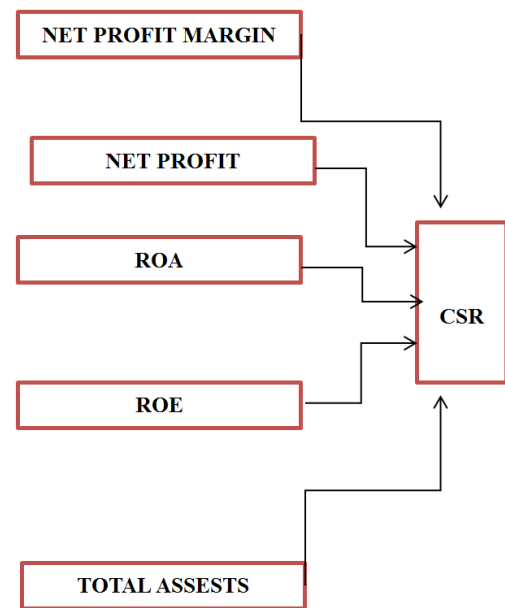 NET PROFIT MARGIN
NET PROFIT
ROA
CSR
ROE
TOTAL ASSESTS